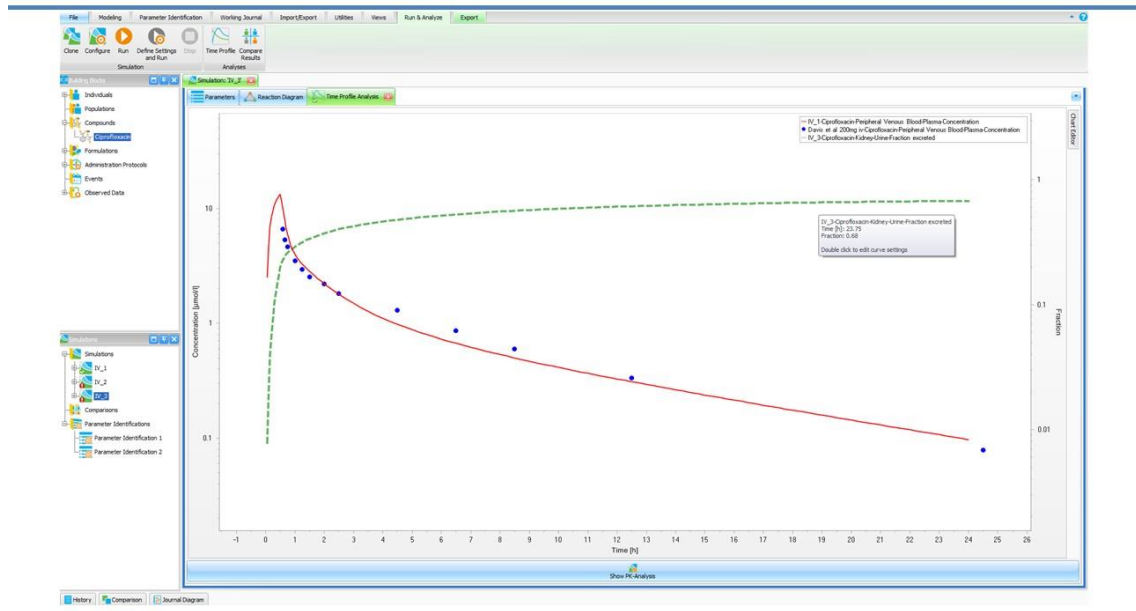 File Modeling Parameter Identification Working Journal Import/Export Utilities Views Run & Analyze Export
Clone Configure Run Define Settings and Run Stop Time Profile Compare Results
Simulation Analyses
Building Blocks
Individuals
Populations
Compounds
Ciprofloxacin
Formulations
Administration Protocols
Events
Observed Data
Simulations
Simulations
IV_1
IV_2
IV_3
Comparisons
Parameter Identifications
Parameter Identification 1
Parameter Identification 2
Parameters Reaction Diagram Time Profile Analysis
Chart Editor
IV_1-Ciprofloxacin-Peripheral Venous Blood-Plasma-Concentration
Davis et al 200mg iv-Ciprofloxacin-Peripheral Venous Blood-Plasma-Concentration
IV_3-Ciprofloxacin-Kidney-Urine-Fraction excreted
Concentration [µmol/l]
10
1
0.1
IV_3-Ciprofloxacin-Kidney-Urine-Fraction excreted
Time [h]: 23.75
Fraction: 0.68
Double click to edit curve settings
1
0.1
0.01
Fraction
-1 0 1 2 3 4 5 6 7 8 9 10 11 12 13 14 15 16 17 18 19 20 21 22 23 24 25 26
Time [h]
Show PK-Analysis
History Comparison Journal Diagram